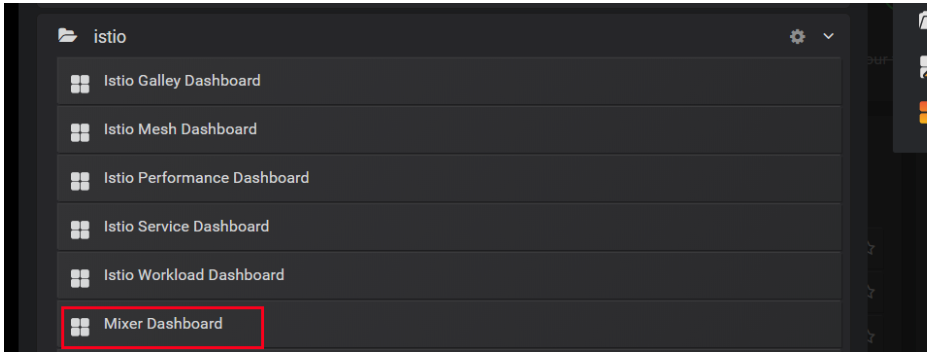 istio
Istio Galley Dashboard
Istio Mesh Dashboard
Istio Performance Dashboard
Istio Service Dashboard
Istio Workload Dashboard
Mixer Dashboard